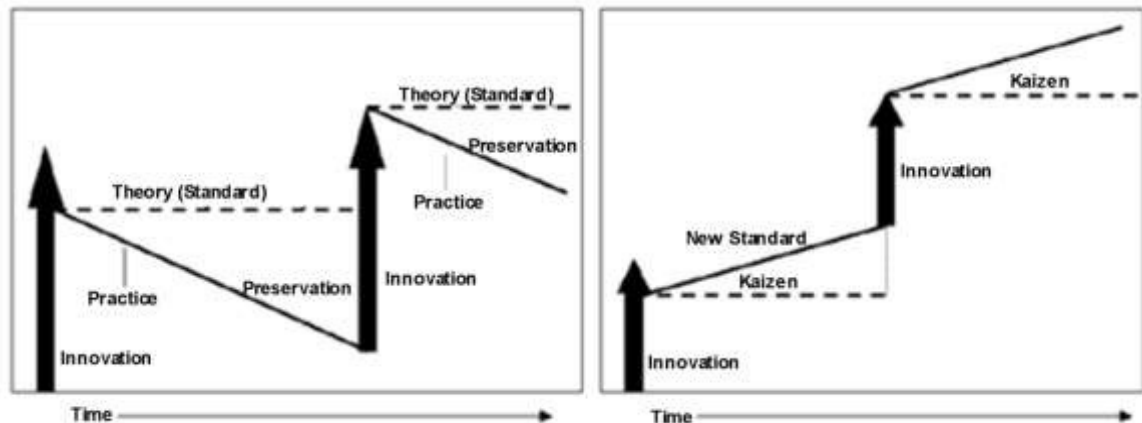 Theory (Standard)
Preservation
Practice
Theory (Standard)
Practice
Preservation
Innovation
Innovation
Time
Kaizen
Innovation
New Standard
Kaizen
Innovation
Time